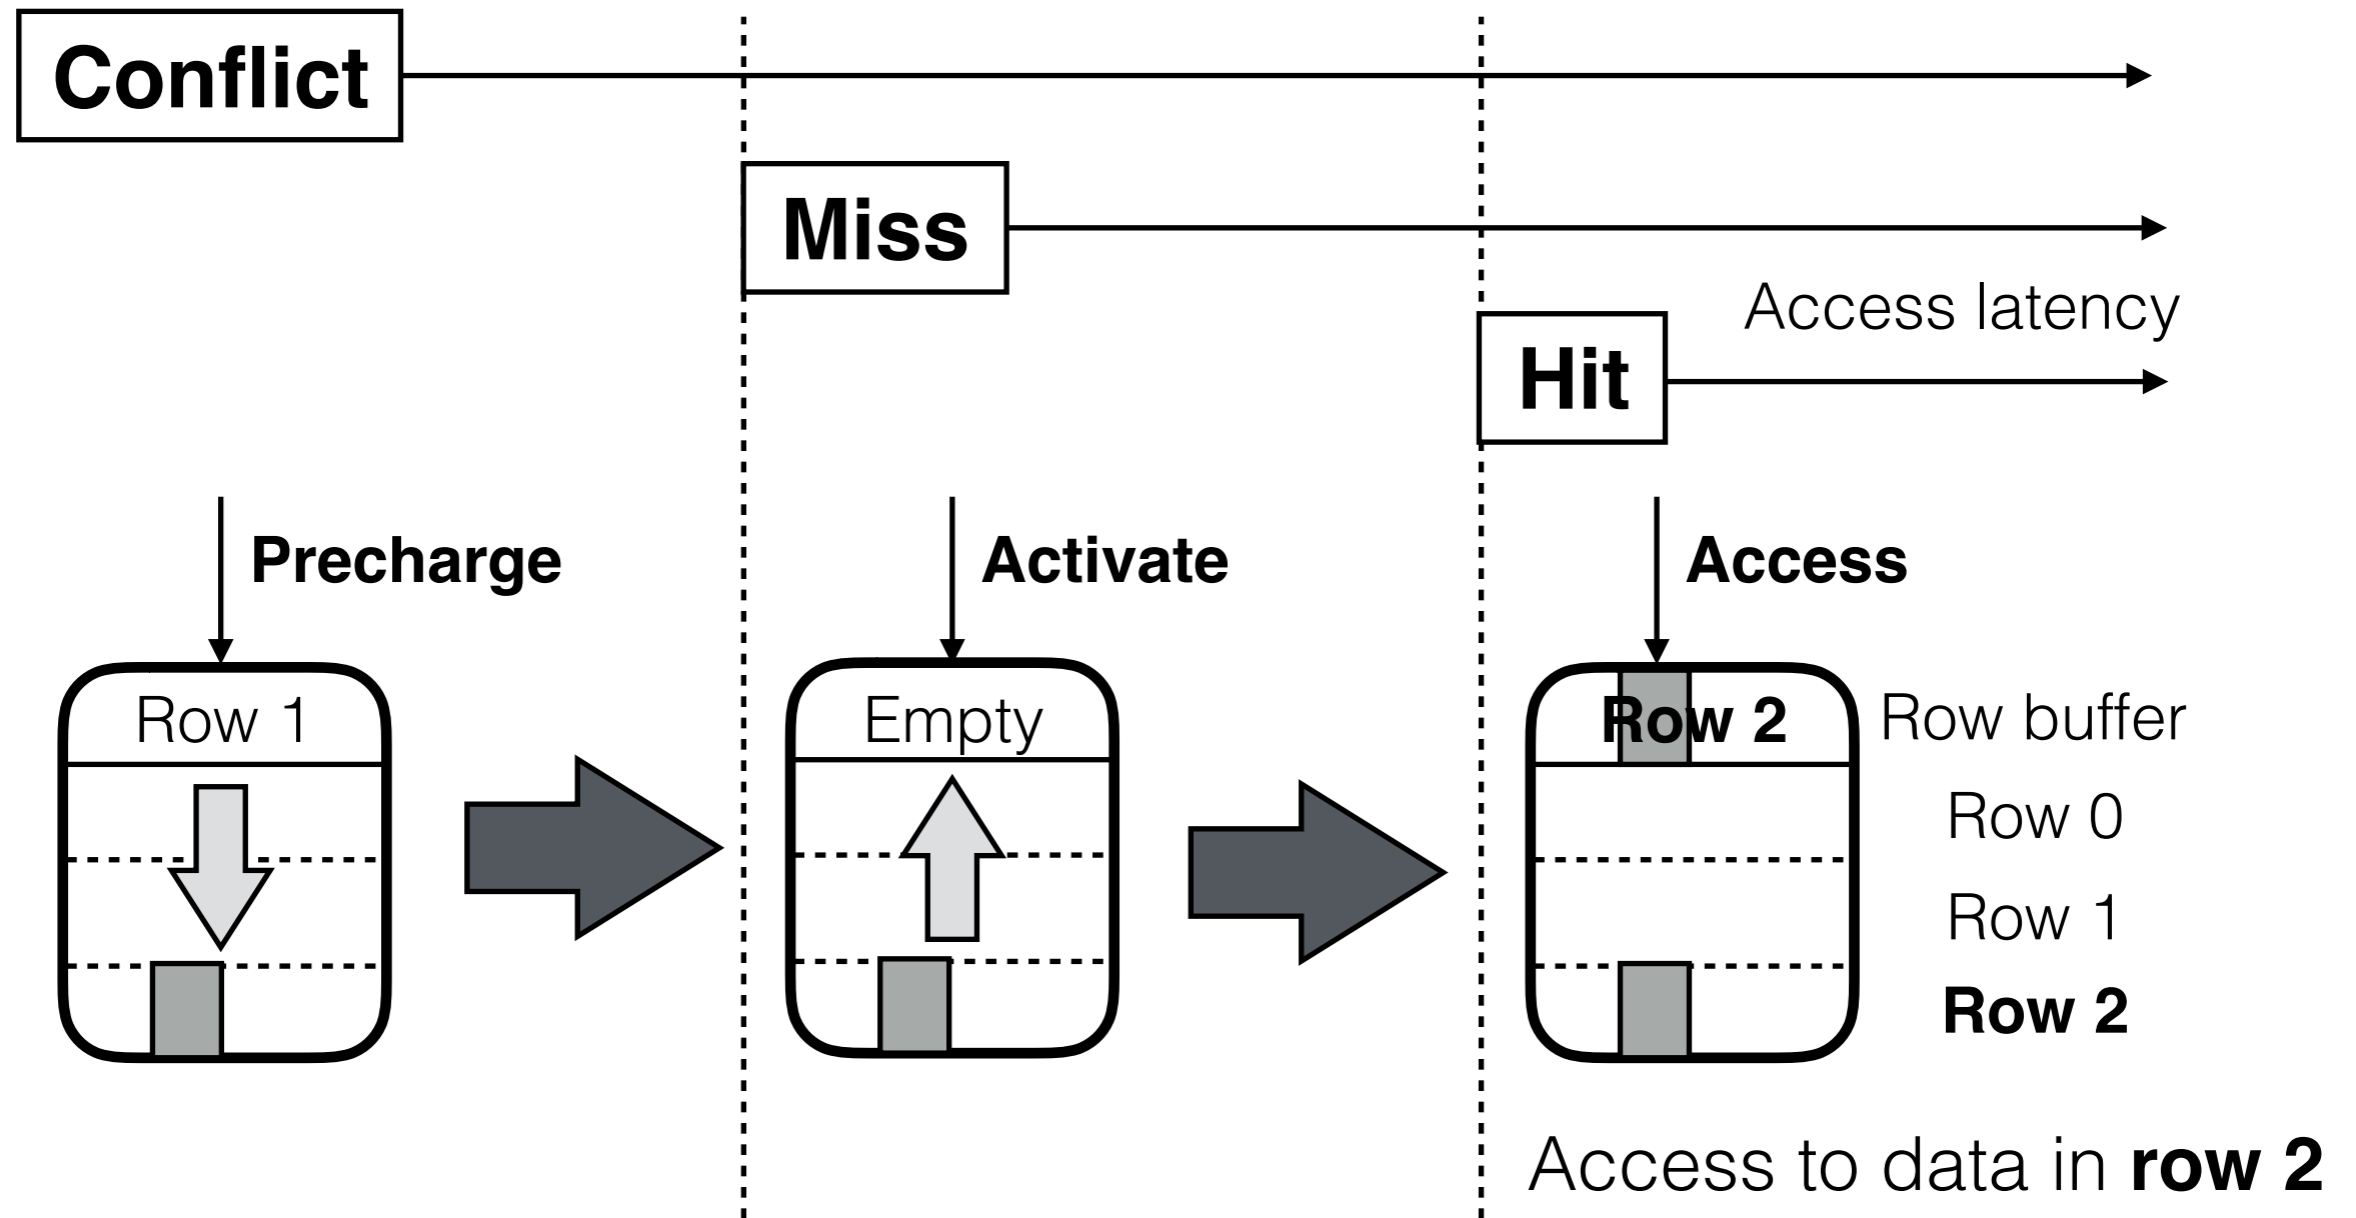 Conflict
Miss
Access latency
Hit
Precharge
Activate
Access
Row 1
Empty
Row 2
Row buffer
Row 0
Row 1
Row 2
Access to data in row 2